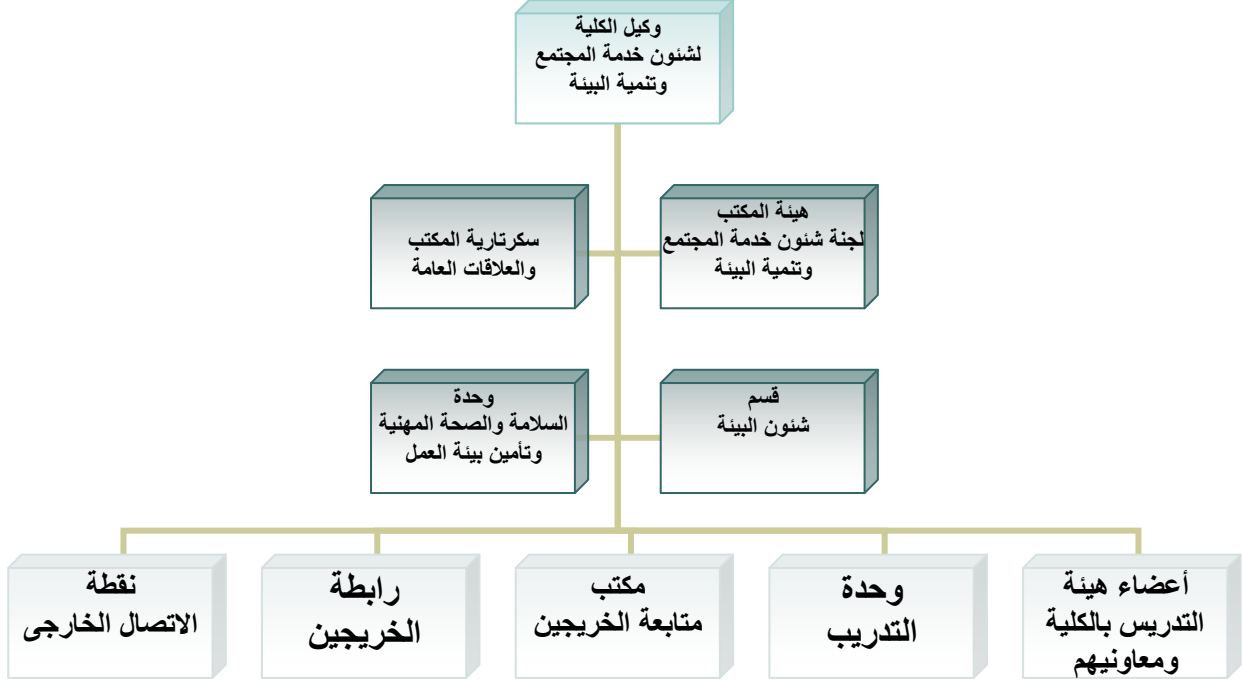 وكيل الكلية
لشئون خدمة المجتمع
وتنمية البيئة
هيئة المكتب
لجنة شئون خدمة المجتمع
وتنمية البيئة
سكرتارية المكتب
والعلاقات العامة
قسم
شئون البيئة
وحدة
السلامة والصحة المهنية
وتأمين بيئة العمل
أعضاء هيئة
التدريس بالكلية
ومعاونيهم
وحدة
التدريب
مكتب
متابعة الخريجين
رابطة
الخريجين
نقطة
الاتصال الخارجى